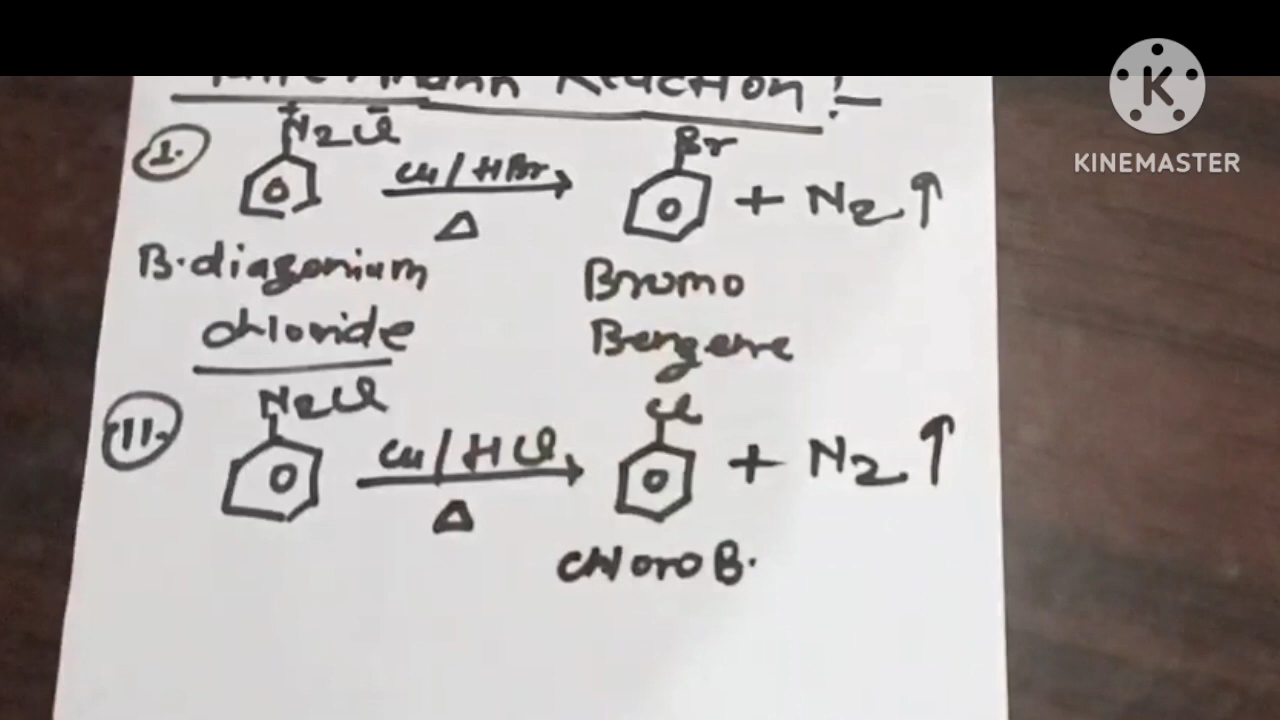 Reaction :-
I.
N2Cl
+ -
Cu/HBr
Δ
Br
+ N2↑
B.diazonium
chloride
Bromo
Benzene
II.
N2Cl
Cu/HCl
Δ
Cl
+ N2↑
chloro B.
K
KINEMASTER